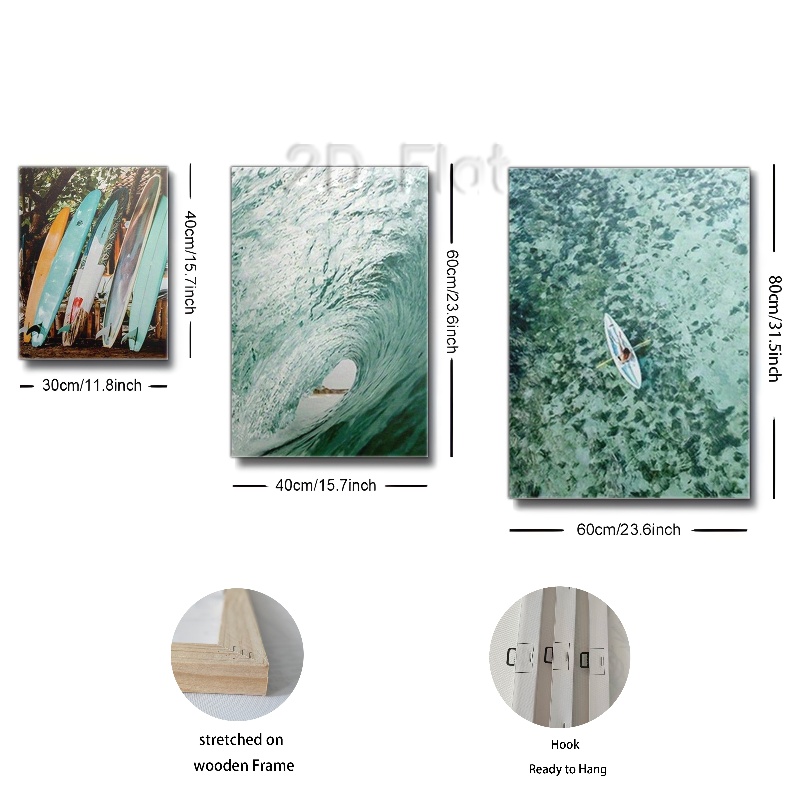 2D Flat
40cm/15.7inch
30cm/11.8inch
60cm/23.6inch
40cm/15.7inch
80cm/31.5inch
60cm/23.6inch
stretched on
wooden Frame
Hook
Ready to Hang